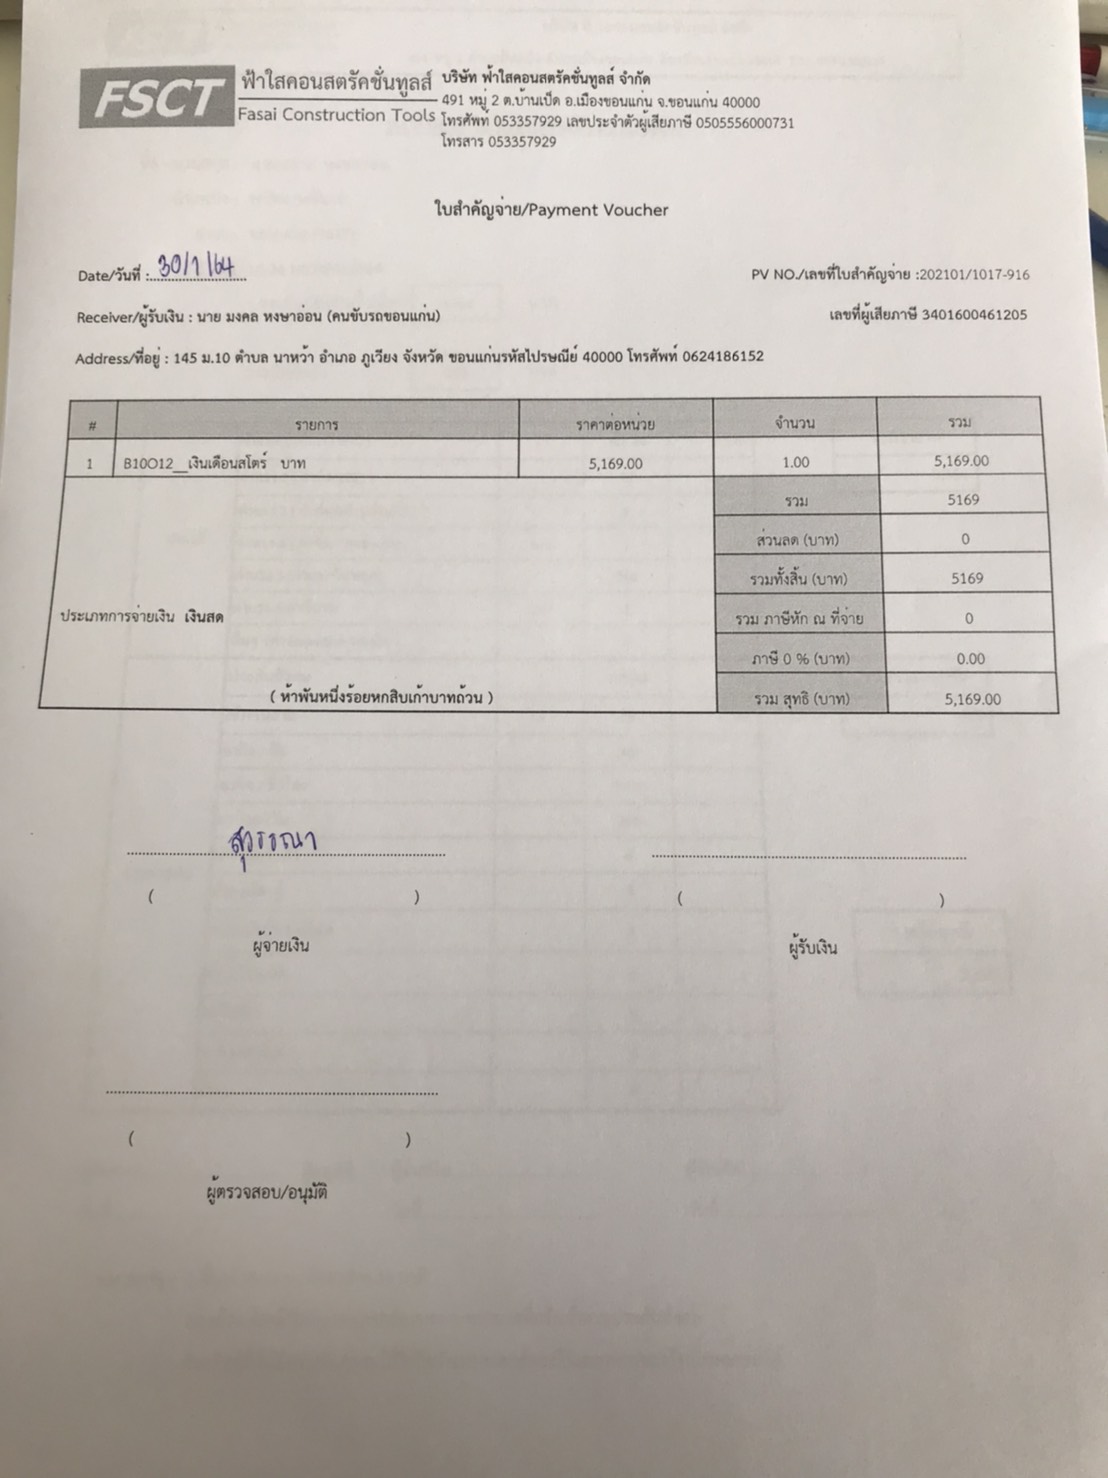 FSCT
ฟ้าใสคอนสตรัคชั่นทูลส์
Fasai Construction Tools
บริษัท ฟ้าใสคอนสตรัคชั่นทูลส์ จำกัด
491 หมู่ 2 ต.บ้านเป็ด อ.เมืองขอนแก่น จ.ขอนแก่น 40000
โทรศัพท์ 053357929 เลขประจำตัวผู้เสียภาษี 0505556000731
โทรสาร 053357929
ใบสำคัญจ่าย/Payment Voucher
Date/วันที่ : 30/1/64
PV NO./เลขที่ใบสำคัญจ่าย :202101/1017-916
Receiver/ผู้รับเงิน : นาย มงคล หงษาอ่อน (คนขับรถขอนแก่น)
เลขที่ผู้เสียภาษี 3401600461205
Address/ที่อยู่ : 145 ม.10 ตำบล นาหว้า อำเภอ ภูเวียง จังหวัด ขอนแก่นรหัสไปรษณีย์ 40000 โทรศัพท์ 0624186152
# รายการ ราคาต่อหน่วย จำนวน รวม
1 B10O12__เงินเดือนสโตร์ บาท 5,169.00 1.00 5,169.00
รวม 5169
ส่วนลด (บาท) 0
รวมทั้งสิ้น (บาท) 5169
ประเภทการจ่ายเงิน เงินสด
รวม ภาษีหัก ณ ที่จ่าย 0
ภาษี 0 % (บาท) 0.00
( ห้าพันหนึ่งร้อยหกสิบเก้าบาทถ้วน ) รวม สุทธิ (บาท) 5,169.00
สุวรรณา
( ) ( )
ผู้จ่ายเงิน ผู้รับเงิน
( )
ผู้ตรวจสอบ/อนุมัติ